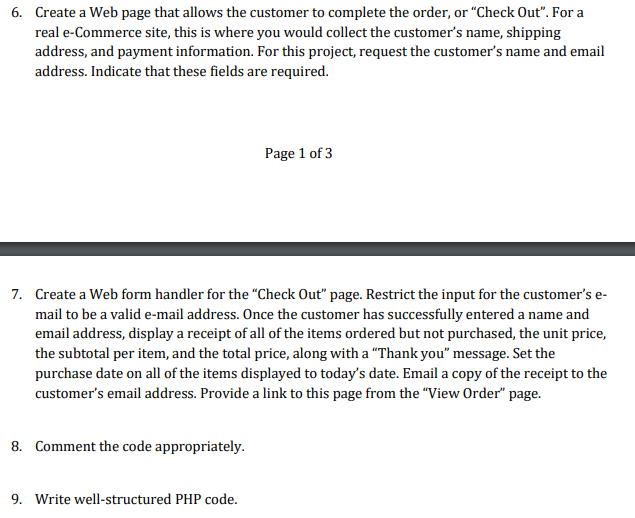 6. Create a Web page that allows the customer to complete the order, or “Check Out”. For a
real e-Commerce site, this is where you would collect the customer’s name, shipping
address, and payment information. For this project, request the customer’s name and email
address. Indicate that these fields are required.
Page 1 of 3
7. Create a Web form handler for the “Check Out” page. Restrict the input for the customer’s e-
mail to be a valid e-mail address. Once the customer has successfully entered a name and
email address, display a receipt of all of the items ordered but not purchased, the unit price,
the subtotal per item, and the total price, along with a “Thank you” message. Set the
purchase date on all of the items displayed to today’s date. Email a copy of the receipt to the
customer’s email address. Provide a link to this page from the “View Order” page.
8. Comment the code appropriately.
9. Write well-structured PHP code.